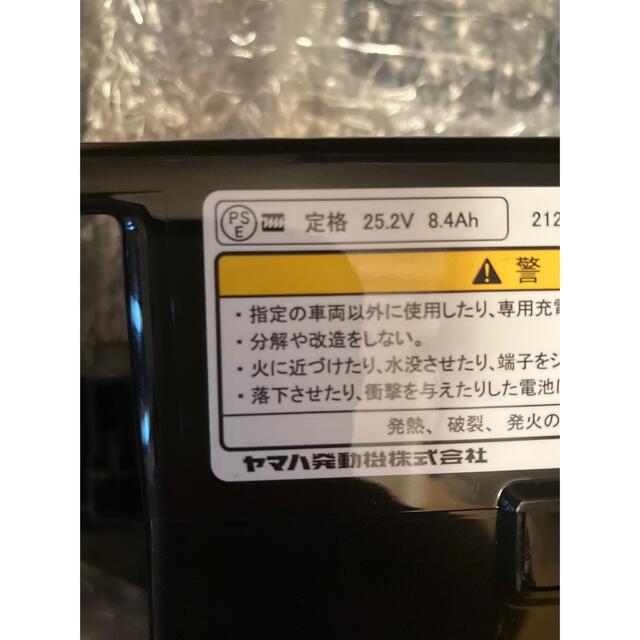 PS E 定格 25.2V 8.4Ah 212
警
・指定の車両以外に使用したり、専用充電
・分解や改造をしない。
・火に近づけたり、水没させたり、端子をシ
・落下させたり、衝撃を与えたりした電池に
発熱、破裂、発火の
ヤマハ発動機株式会社